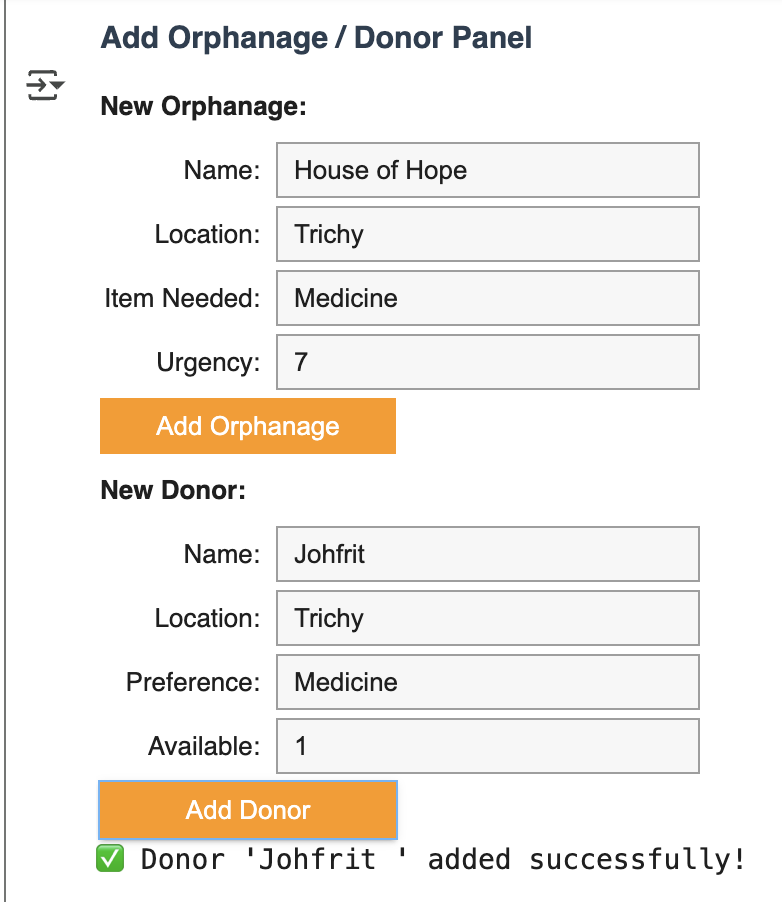 Add Orphanage / Donor Panel
New Orphanage:
Name: House of Hope
Location: Trichy
Item Needed: Medicine
Urgency: 7
Add Orphanage
New Donor:
Name: Johfrit
Location: Trichy
Preference: Medicine
Available: 1
Add Donor
✅ Donor 'Johfrit ' added successfully!